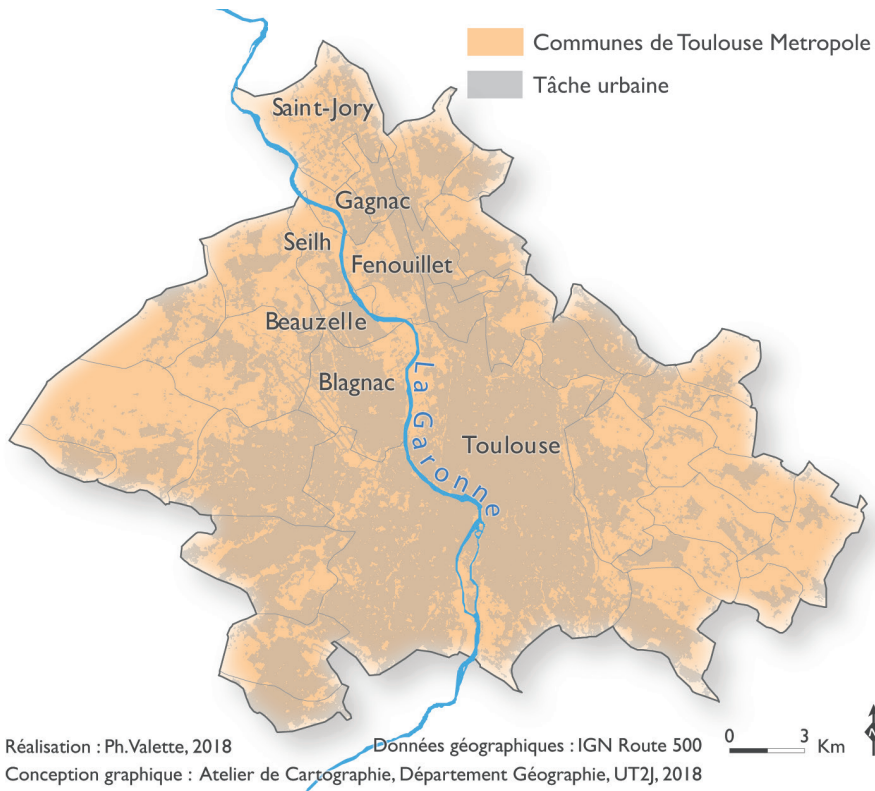 Communes de Toulouse Metropole
Tâche urbaine
Saint-Jory
Gagnac
Seilh
Fenouillet
Beauzelle
Blagnac
La Garonne
Toulouse
Réalisation : Ph.Valette, 2018
Données géographiques : IGN Route 500
0 3 Km
N
Conception graphique : Atelier de Cartographie, Département Géographie, UT2J, 2018